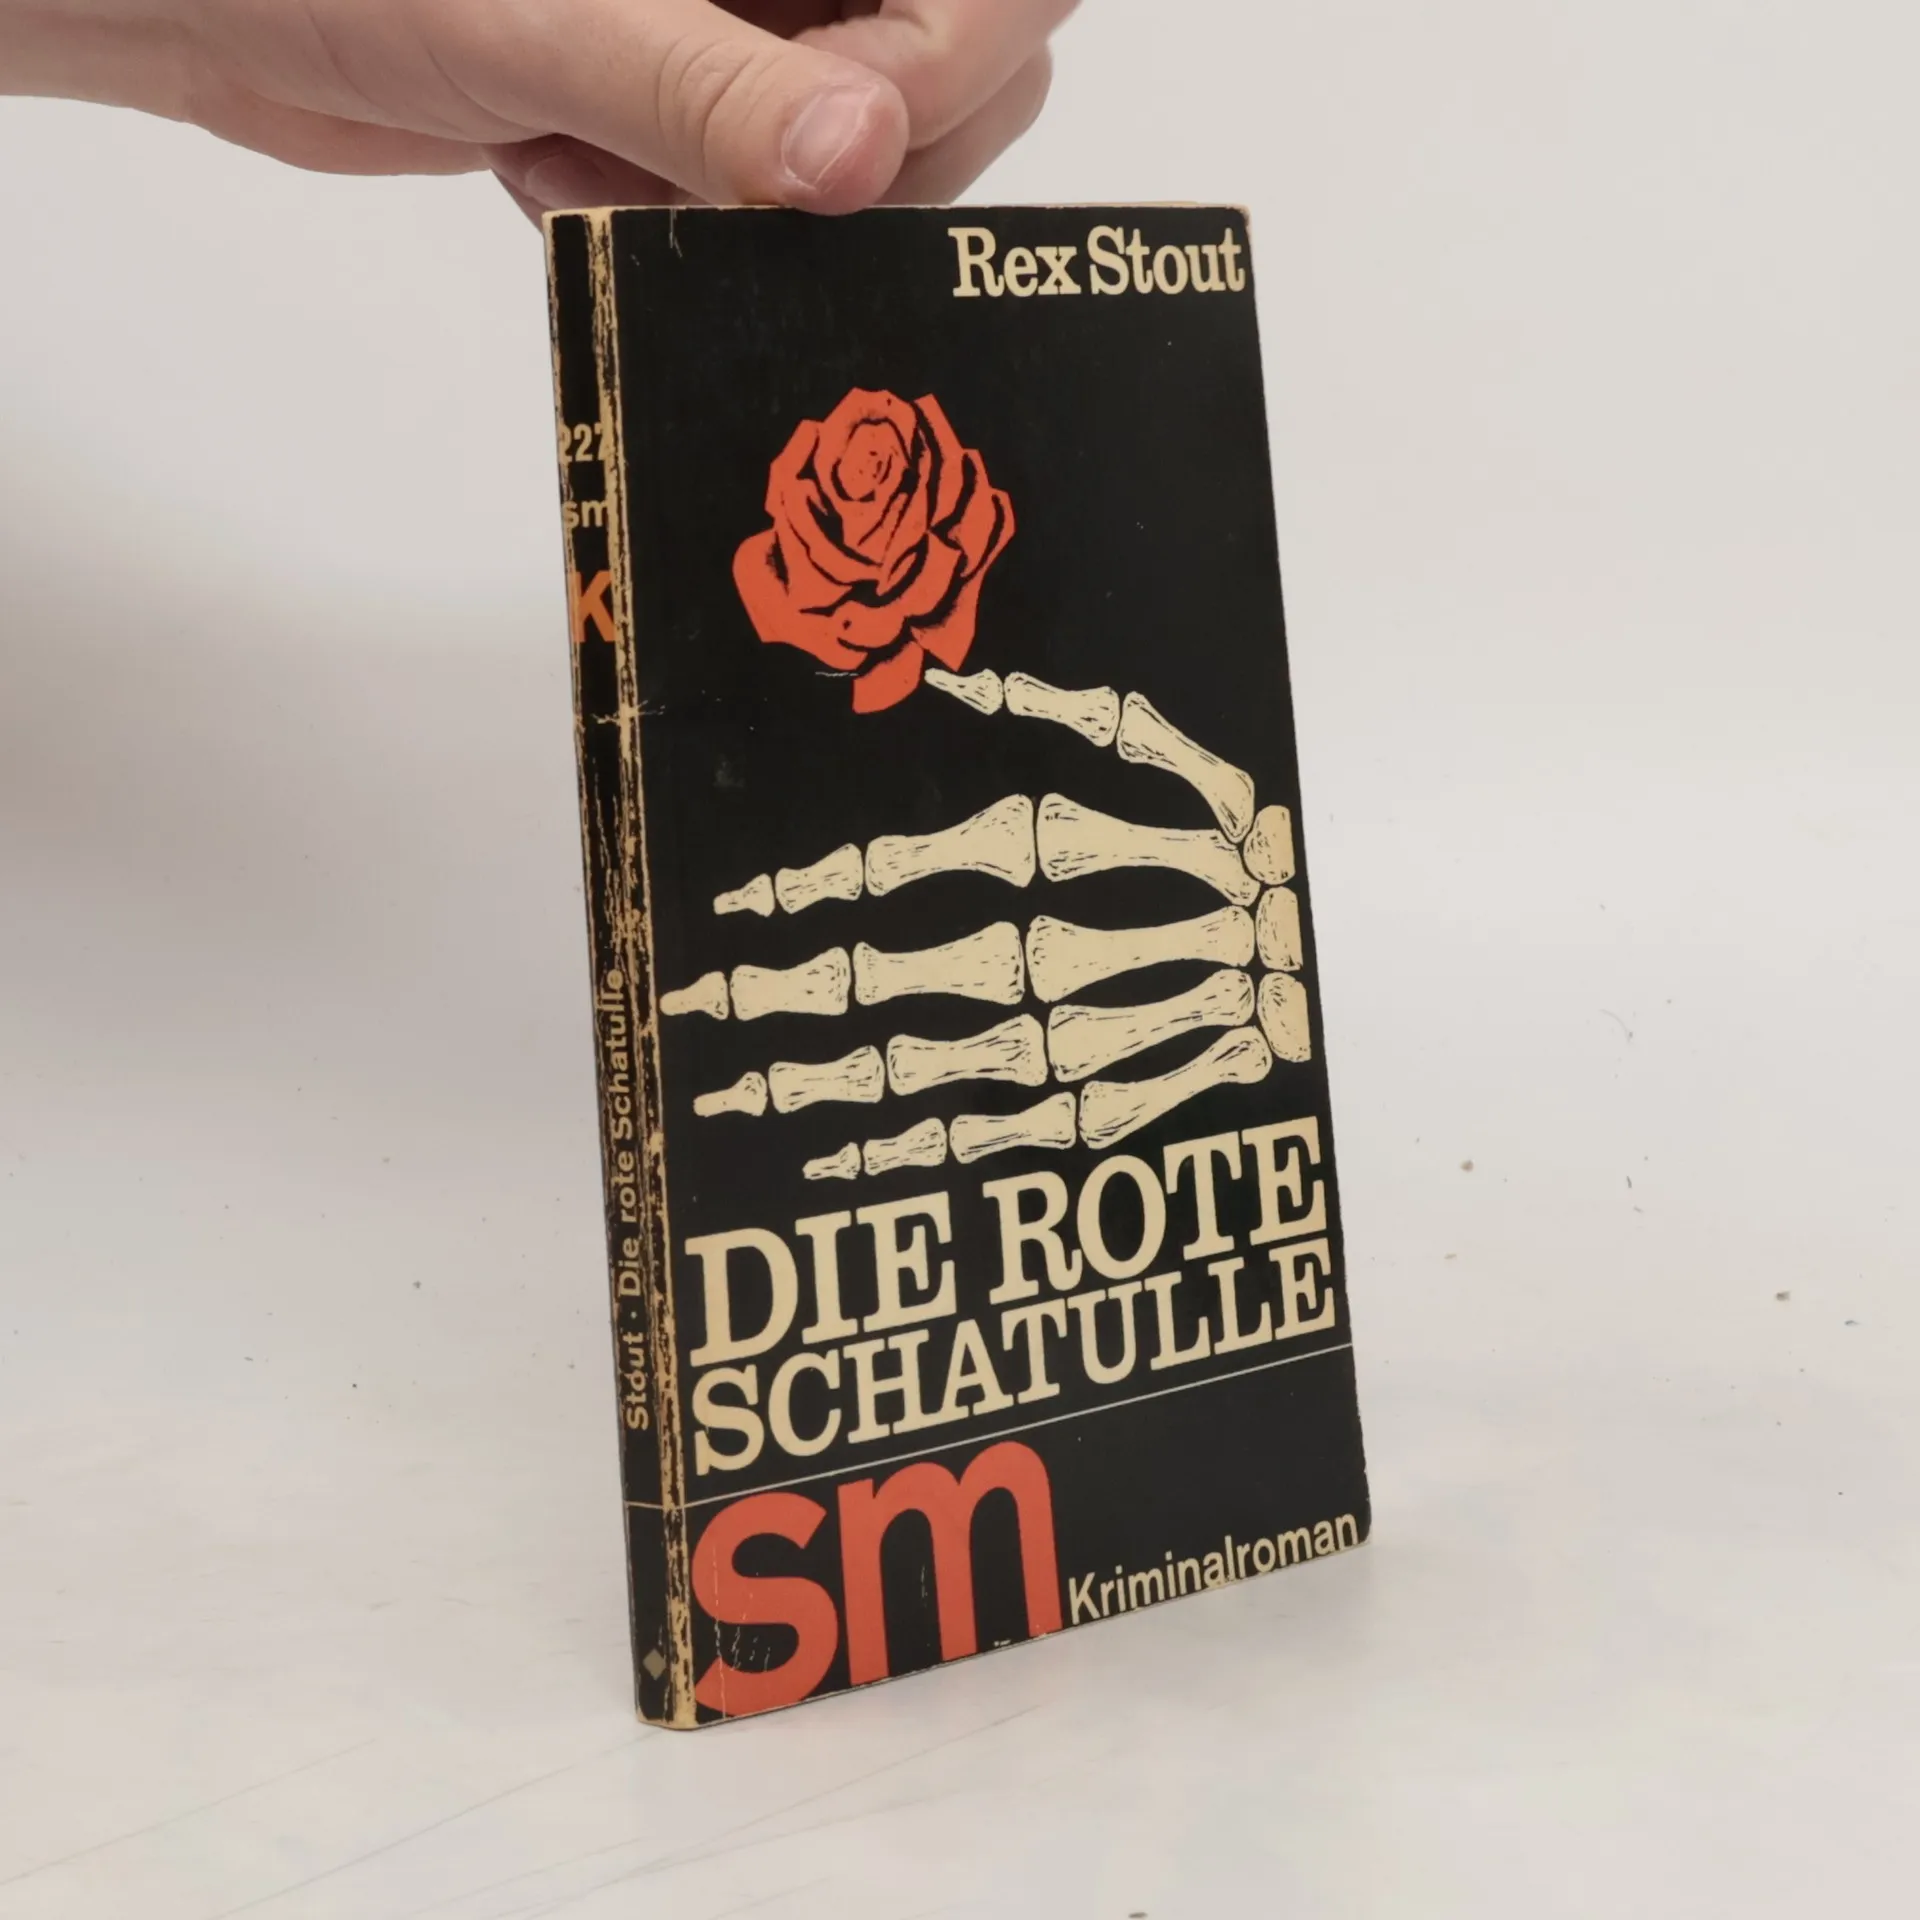 Rex Stout
DIE ROTE
SCHATULLE
sm
Kriminalroman
227
sm
K
Stout · Die rote Schatulle